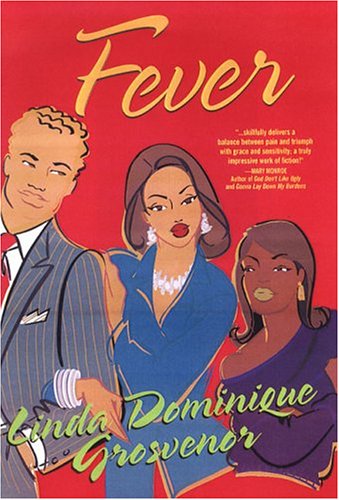 Fever
"...skillfully delivers a
balance between pain and triumph
with grace and sensitivity; a truly
impressive work of fiction!"
—MARY MONROE
Author of God Don't Like Ugly
and Gonna Lay Down My Burdens
Linda Dominique
Grosvenor